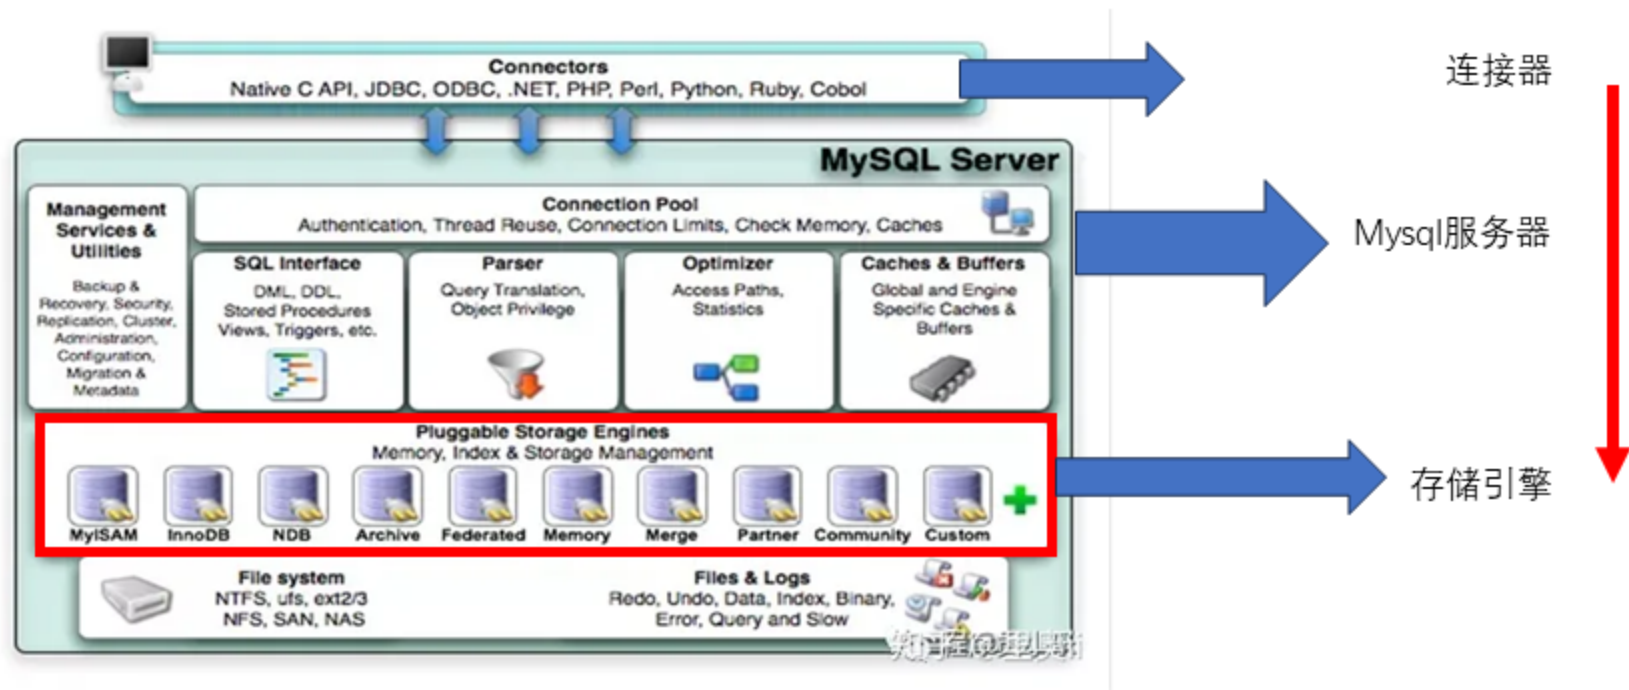 Connectors
Native C API, JDBC, ODBC, .NET, PHP, Perl, Python, Ruby, Cobol
连接器
MySQL Server
Mysql服务器
Management
Services &
Utilities
Backup &
Recovery, Security,
Replication, Cluster,
Administration,
Configuration,
Migration &
Metadata
Connection Pool
Authentication, Thread Reuse, Connection Limits, Check Memory, Caches
SQL Interface
DML, DDL,
Stored Procedures
Views, Triggers, etc.
Parser
Query Translation,
Object Privilege
Optimizer
Access Paths,
Statistics
Caches & Buffers
Global and Engine
Specific Caches &
Buffers
Pluggable Storage Engines
Memory, Index & Storage Management
MyISAM
InnoDB
NDB
Archive
Federated
Memory
Merge
Partner
Community
Custom
存储引擎
File system
NTFS, ufs, ext2/3
NFS, SAN, NAS
Files & Logs
Redo, Undo, Data, Index, Binary,
Error, Query and Slow